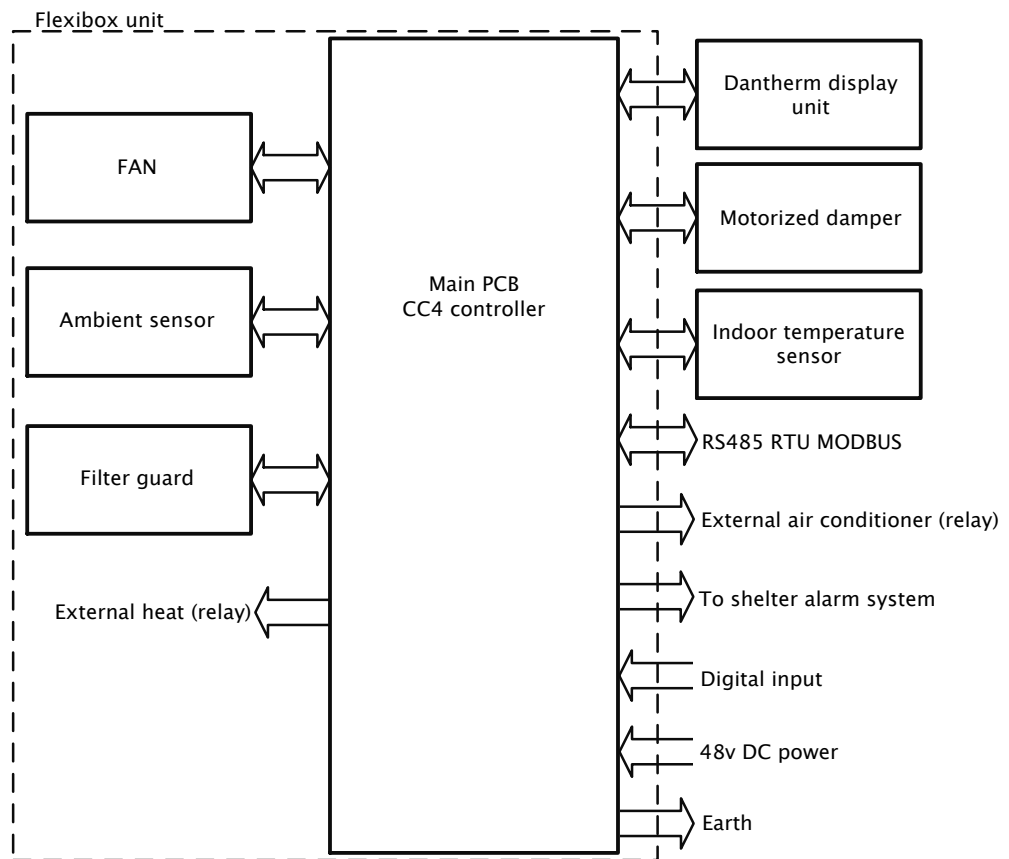 Flexibox unit
FAN
Ambient sensor
Filter guard
External heat (relay)
Main PCB
CC4 controller
Dantherm display
unit
Motorized damper
Indoor temperature
sensor
RS485 RTU MODBUS
External air conditioner (relay)
To shelter alarm system
Digital input
48v DC power
Earth